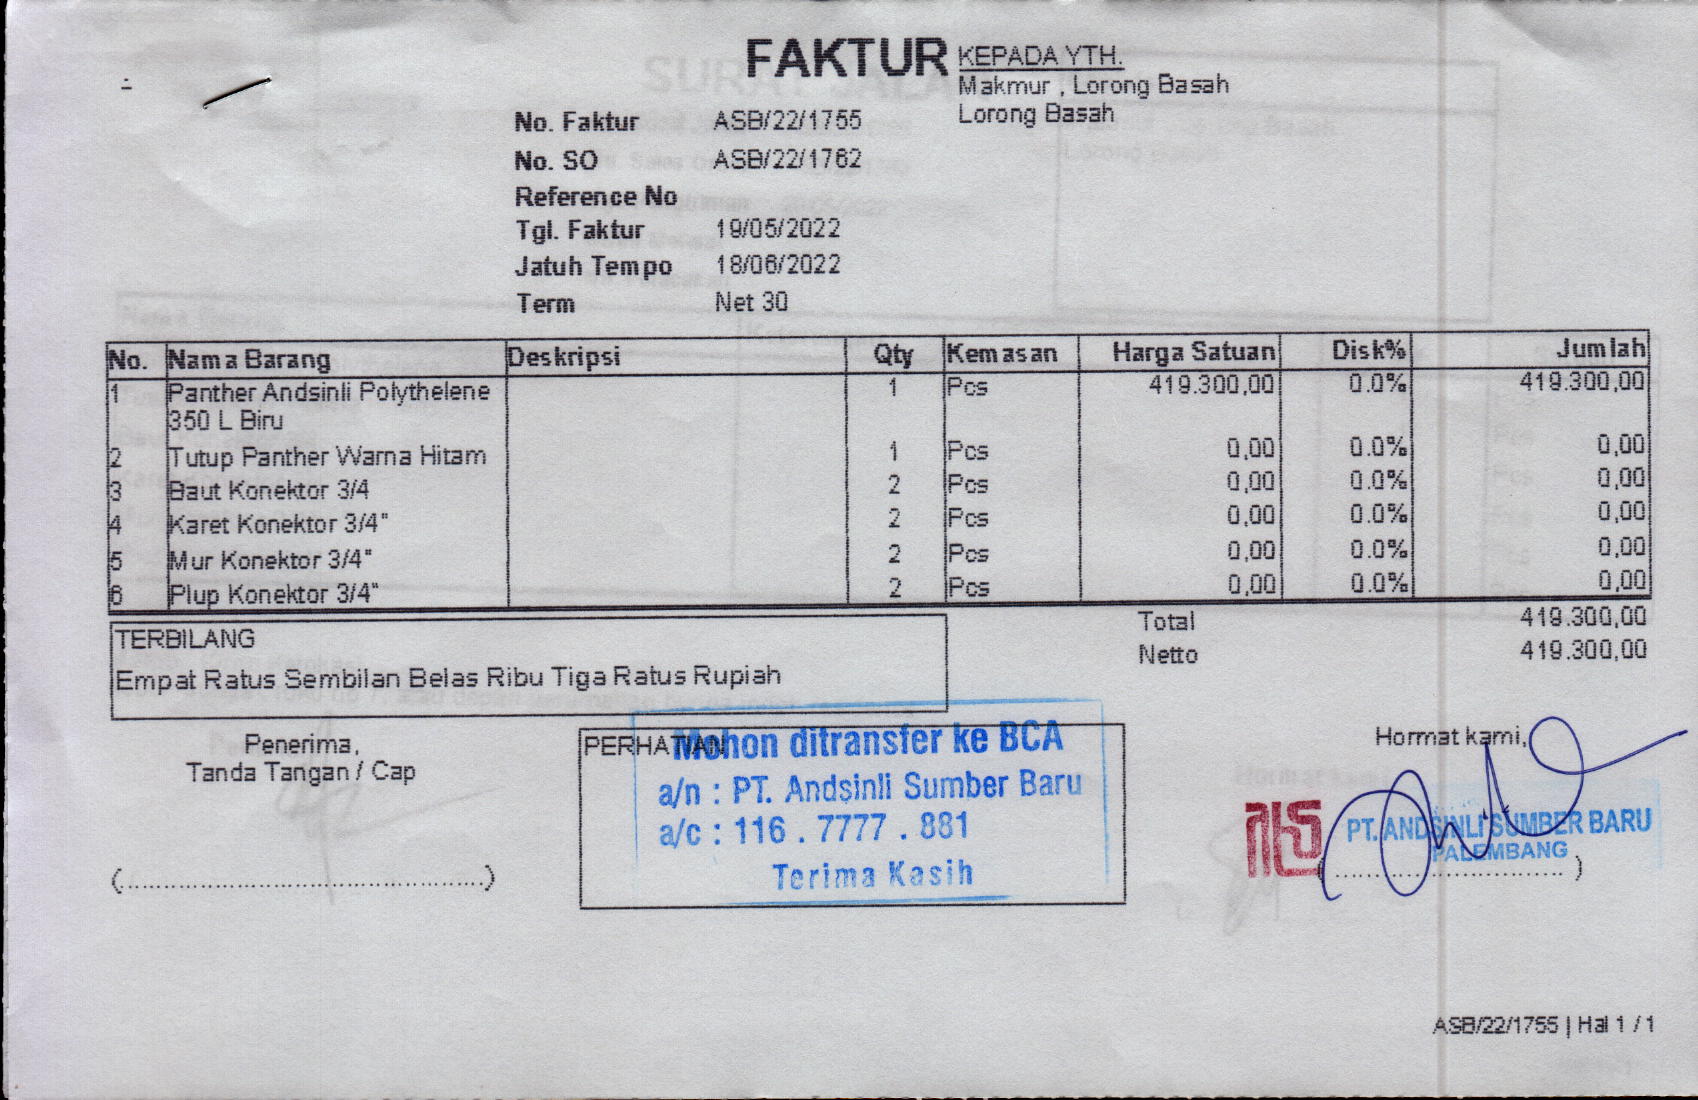 FAKTUR
KEPADA YTH.
Makmur , Lorong Basah
Lorong Basah
No. Faktur ASB/22/1755
No. SO ASB/22/1762
Reference No
Tgl. Faktur 19/05/2022
Jatuh Tempo 18/06/2022
Term Net 30
No. Nama Barang Deskripsi Qty Kemasan Harga Satuan Disk% Jumlah
1 Panther Andsinli Polythelene 1 Pcs 419.300,00 0.0% 419.300,00
350 L Biru
2 Tutup Panther Warna Hitam 1 Pcs 0,00 0.0% 0,00
3 Baut Konektor 3/4 2 Pcs 0,00 0.0% 0,00
4 Karet Konektor 3/4" 2 Pcs 0,00 0.0% 0,00
5 Mur Konektor 3/4" 2 Pcs 0,00 0.0% 0,00
6 Plup Konektor 3/4" 2 Pcs 0,00 0.0% 0,00
Total 419.300,00
Netto 419.300,00
TERBILANG
Empat Ratus Sembilan Belas Ribu Tiga Ratus Rupiah
Penerima,
Tanda Tangan / Cap
(..................................................)
PERHATIAN
Mohon ditransfer ke BCA
a/n : PT. Andsinli Sumber Baru
a/c : 116 . 7777 . 881
Terima Kasih
Hormat kami,
PT. ANDSINLI SUMBER BARU
PALEMBANG
(..............................)
ASB/22/1755 | Hal 1 / 1